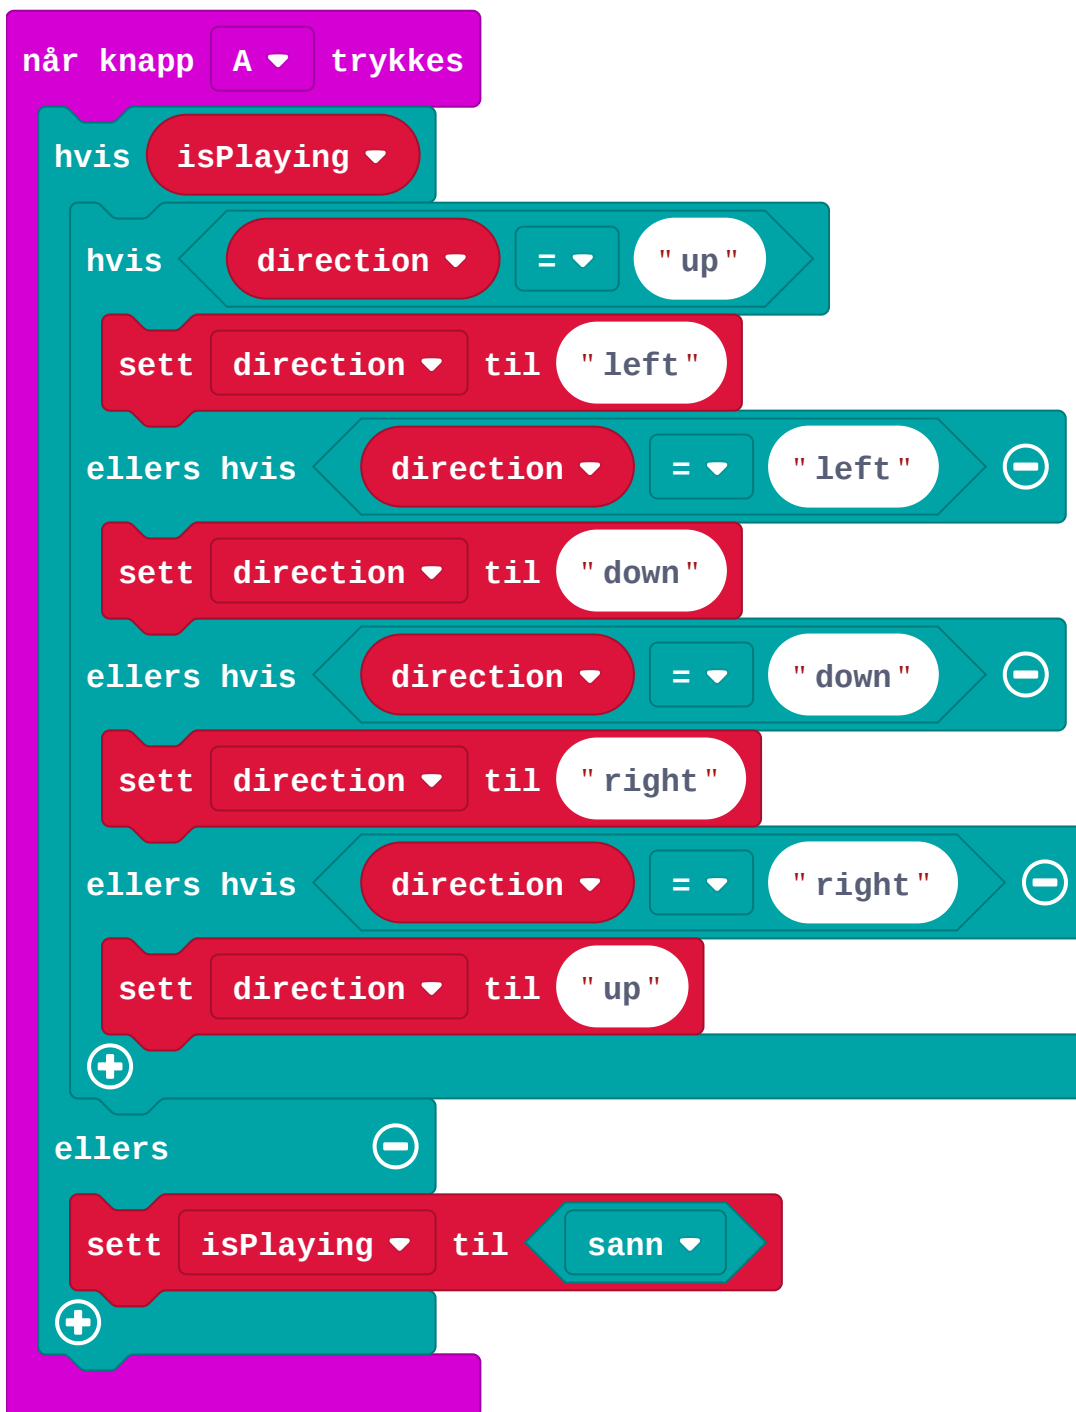 når knapp A trykkes
hvis isPlaying
hvis direction = "up"
sett direction til "left"
ellers hvis direction = "left"
sett direction til "down"
ellers hvis direction = "down"
sett direction til "right"
ellers hvis direction = "right"
sett direction til "up"
ellers
sett isPlaying til sann